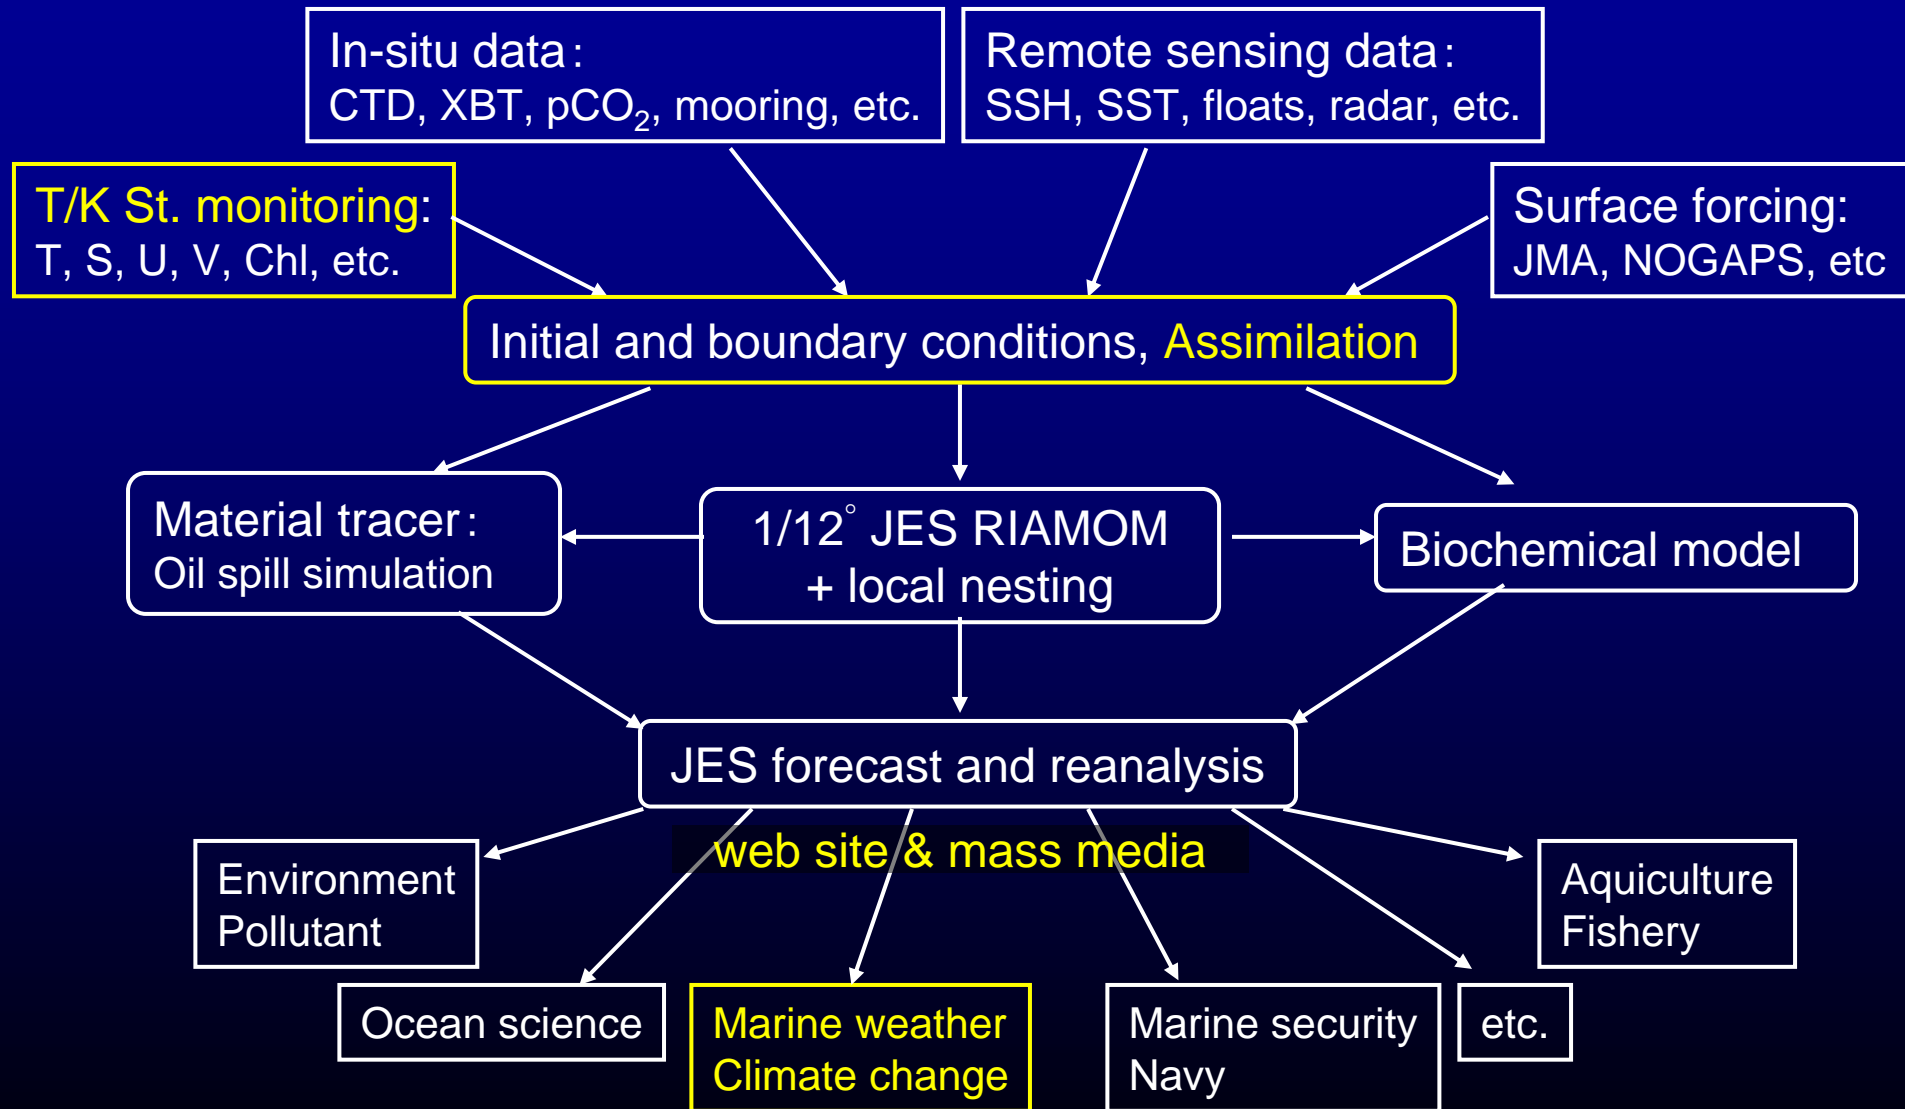 In-situ data:
CTD, XBT, pCO₂, mooring, etc.
Remote sensing data:
SSH, SST, floats, radar, etc.
T/K St. monitoring:
T, S, U, V, Chl, etc.
Surface forcing:
JMA, NOGAPS, etc
Initial and boundary conditions, Assimilation
Material tracer:
Oil spill simulation
1/12° JES RIAMOM
+ local nesting
Biochemical model
JES forecast and reanalysis
web site & mass media
Environment
Pollutant
Aquiculture
Fishery
Ocean science
Marine weather
Climate change
Marine security
Navy
etc.